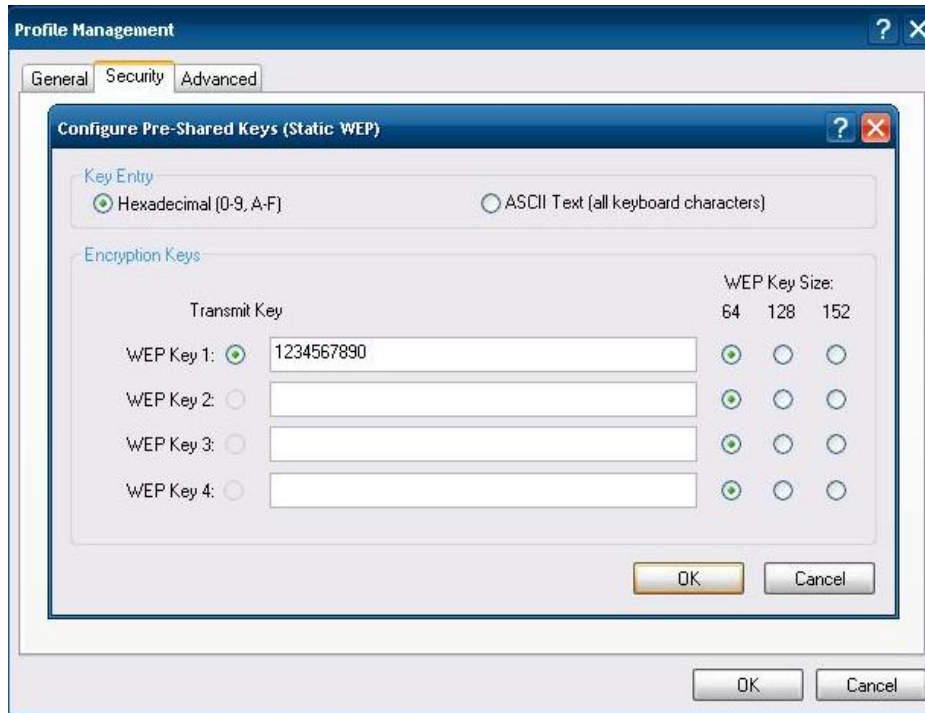 Profile Management
General Security Advanced
Configure Pre-Shared Keys (Static WEP)
Key Entry
Hexadecimal (0-9, A-F) ASCII Text (all keyboard characters)
Encryption Keys
WEP Key Size:
Transmit Key 64 128 152
WEP Key 1: 1234567890
WEP Key 2:
WEP Key 3:
WEP Key 4:
OK Cancel
OK Cancel